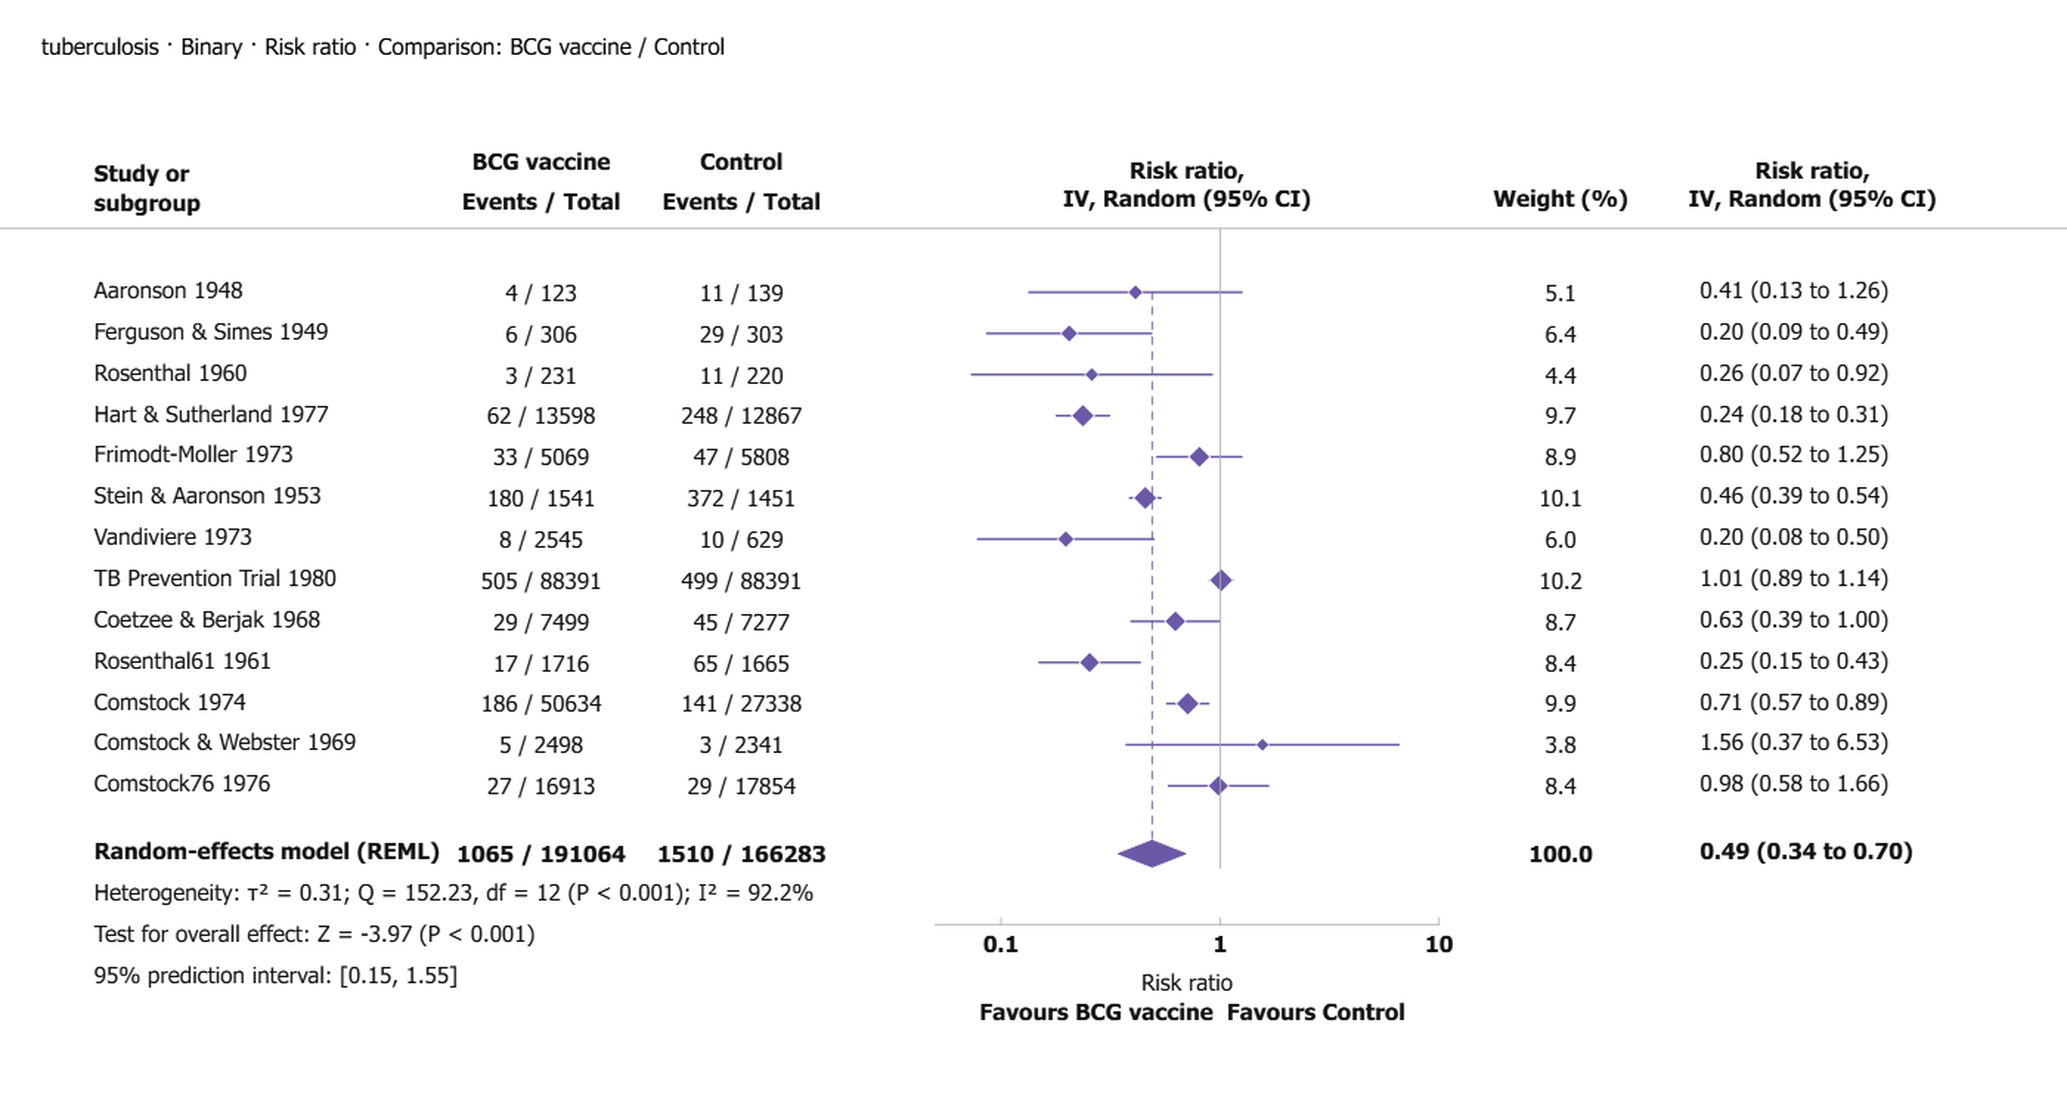 tuberculosis · Binary · Risk ratio · Comparison: BCG vaccine / Control
Study or subgroup BCG vaccine Events / Total Control Events / Total Risk ratio, IV, Random (95% CI) Weight (%) Risk ratio, IV, Random (95% CI)
Aaronson 1948 4 / 123 11 / 139 5.1 0.41 (0.13 to 1.26)
Ferguson & Simes 1949 6 / 306 29 / 303 6.4 0.20 (0.09 to 0.49)
Rosenthal 1960 3 / 231 11 / 220 4.4 0.26 (0.07 to 0.92)
Hart & Sutherland 1977 62 / 13598 248 / 12867 9.7 0.24 (0.18 to 0.31)
Frimodt-Moller 1973 33 / 5069 47 / 5808 8.9 0.80 (0.52 to 1.25)
Stein & Aaronson 1953 180 / 1541 372 / 1451 10.1 0.46 (0.39 to 0.54)
Vandiviere 1973 8 / 2545 10 / 629 6.0 0.20 (0.08 to 0.50)
TB Prevention Trial 1980 505 / 88391 499 / 88391 10.2 1.01 (0.89 to 1.14)
Coetzee & Berjak 1968 29 / 7499 45 / 7277 8.7 0.63 (0.39 to 1.00)
Rosenthal61 1961 17 / 1716 65 / 1665 8.4 0.25 (0.15 to 0.43)
Comstock 1974 186 / 50634 141 / 27338 9.9 0.71 (0.57 to 0.89)
Comstock & Webster 1969 5 / 2498 3 / 2341 3.8 1.56 (0.37 to 6.53)
Comstock76 1976 27 / 16913 29 / 17854 8.4 0.98 (0.58 to 1.66)
Random-effects model (REML) 1065 / 191064 1510 / 166283 100.0 0.49 (0.34 to 0.70)
Heterogeneity: τ² = 0.31; Q = 152.23, df = 12 (P < 0.001); I² = 92.2%
Test for overall effect: Z = -3.97 (P < 0.001)
95% prediction interval: [0.15, 1.55]
0.1 1 10
Risk ratio
Favours BCG vaccine Favours Control